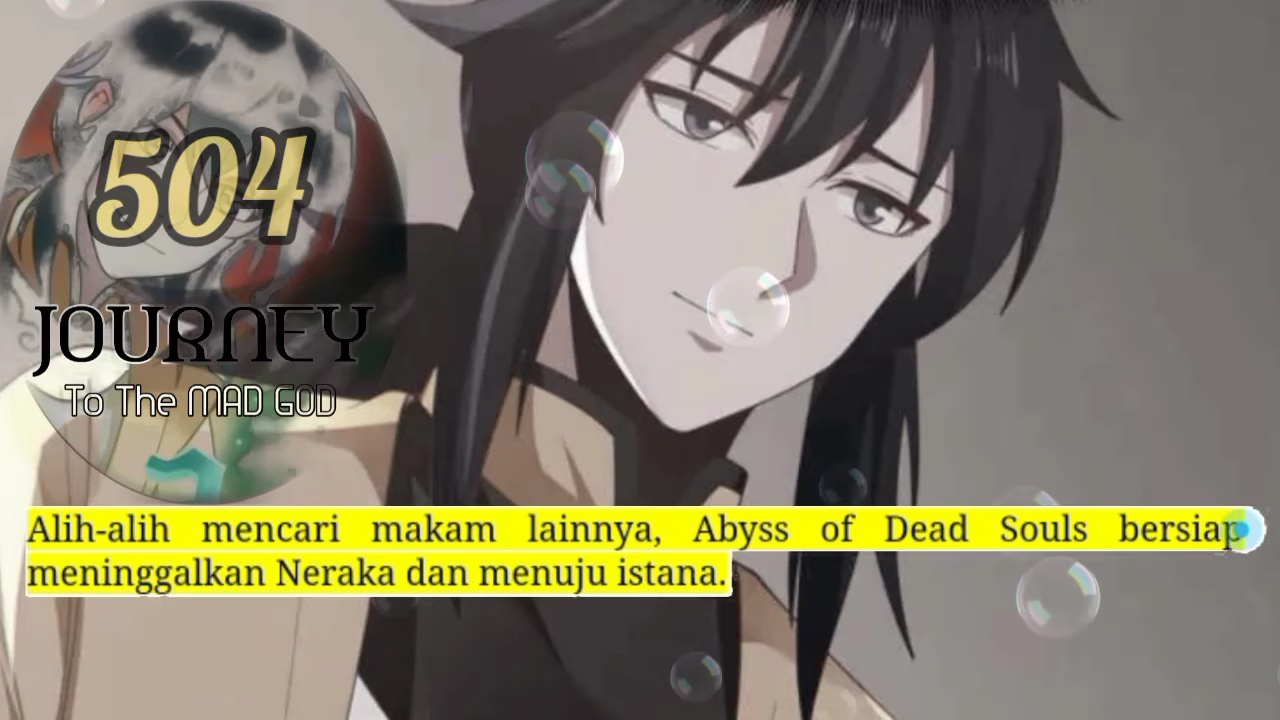 504
JOURNEY
To The MAD GOD
Alih-alih mencari makam lainnya, Abyss of Dead Souls bersiap
meninggalkan Neraka dan menuju istana.